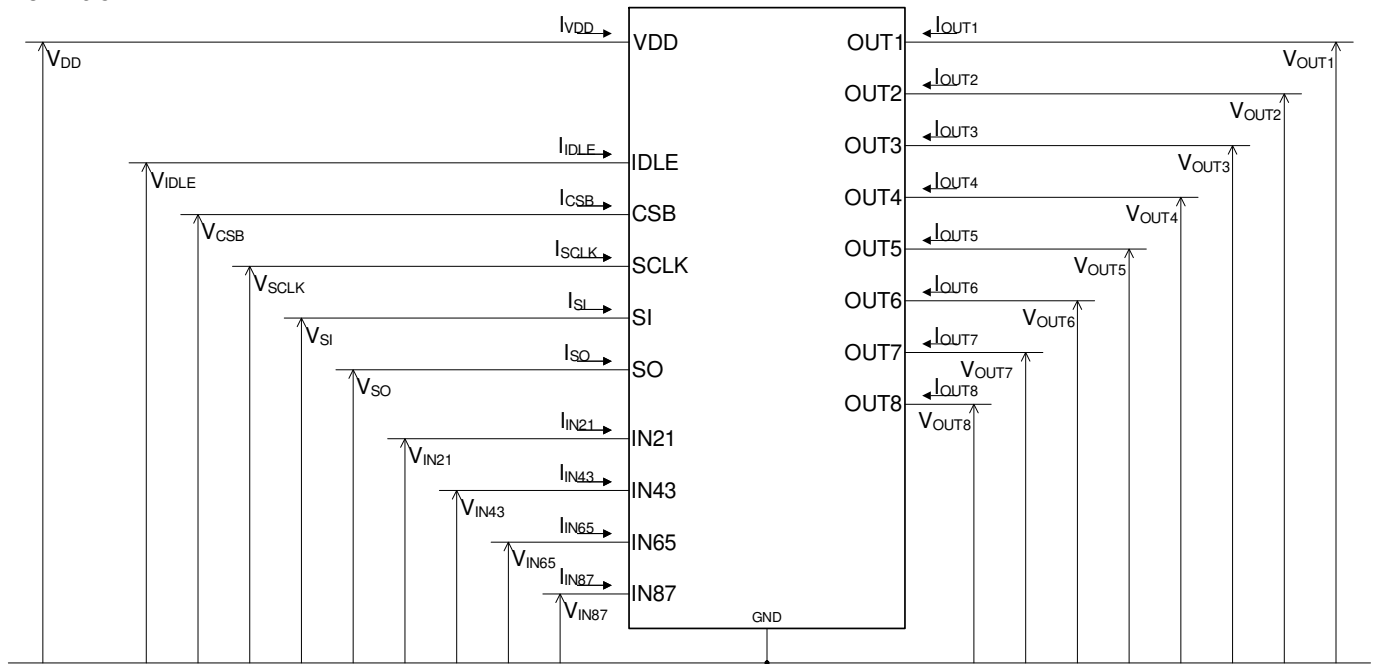 IVDD
VDD
VDD
IIDLE
VIDLE
IDLE
ICSB
VCSB
CSB
ISCLK
VSCLK
SCLK
ISI
VSI
SI
ISO
VSO
SO
IIN21
VIN21
IN21
IIN43
VIN43
IN43
IIN65
VIN65
IN65
IIN87
VIN87
IN87
GND
OUT1
IOUT1
VOUT1
OUT2
IOUT2
VOUT2
OUT3
IOUT3
VOUT3
OUT4
IOUT4
VOUT4
OUT5
IOUT5
VOUT5
OUT6
IOUT6
VOUT6
OUT7
IOUT7
VOUT7
OUT8
IOUT8
VOUT8